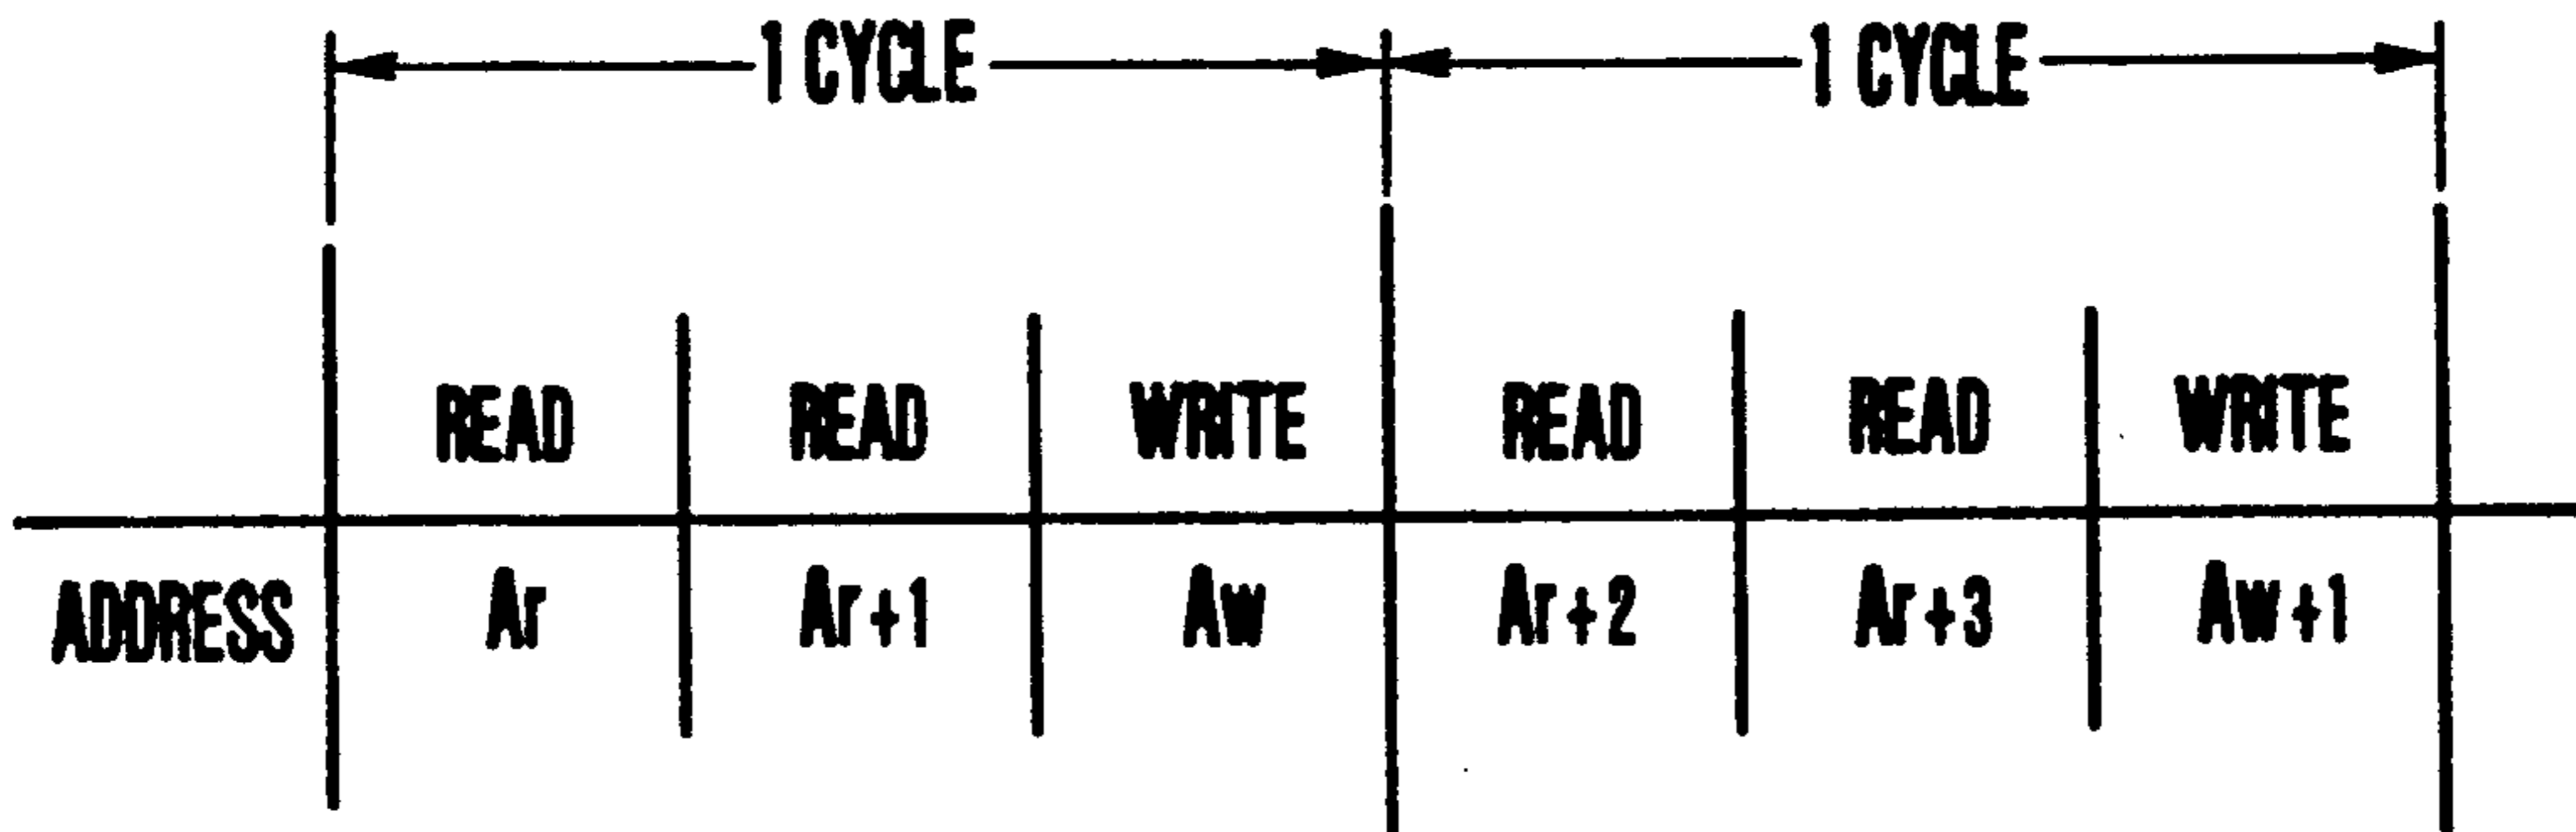 1 CYCLE 1 CYCLE
READ READ WRITE READ READ WRITE
ADDRESS Ar Ar+1 Aw Ar+2 Ar+3 Aw+1